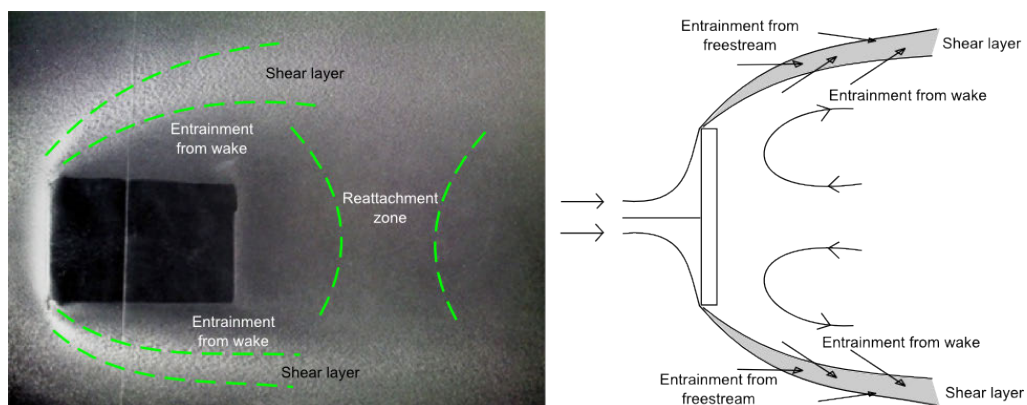 Shear layer
Entrainment
from wake
Reattachment
zone
Entrainment
from wake
Shear layer
Entrainment from
freestream
Shear layer
Entrainment from wake
Entrainment from wake
Entrainment from
freestream
Shear layer